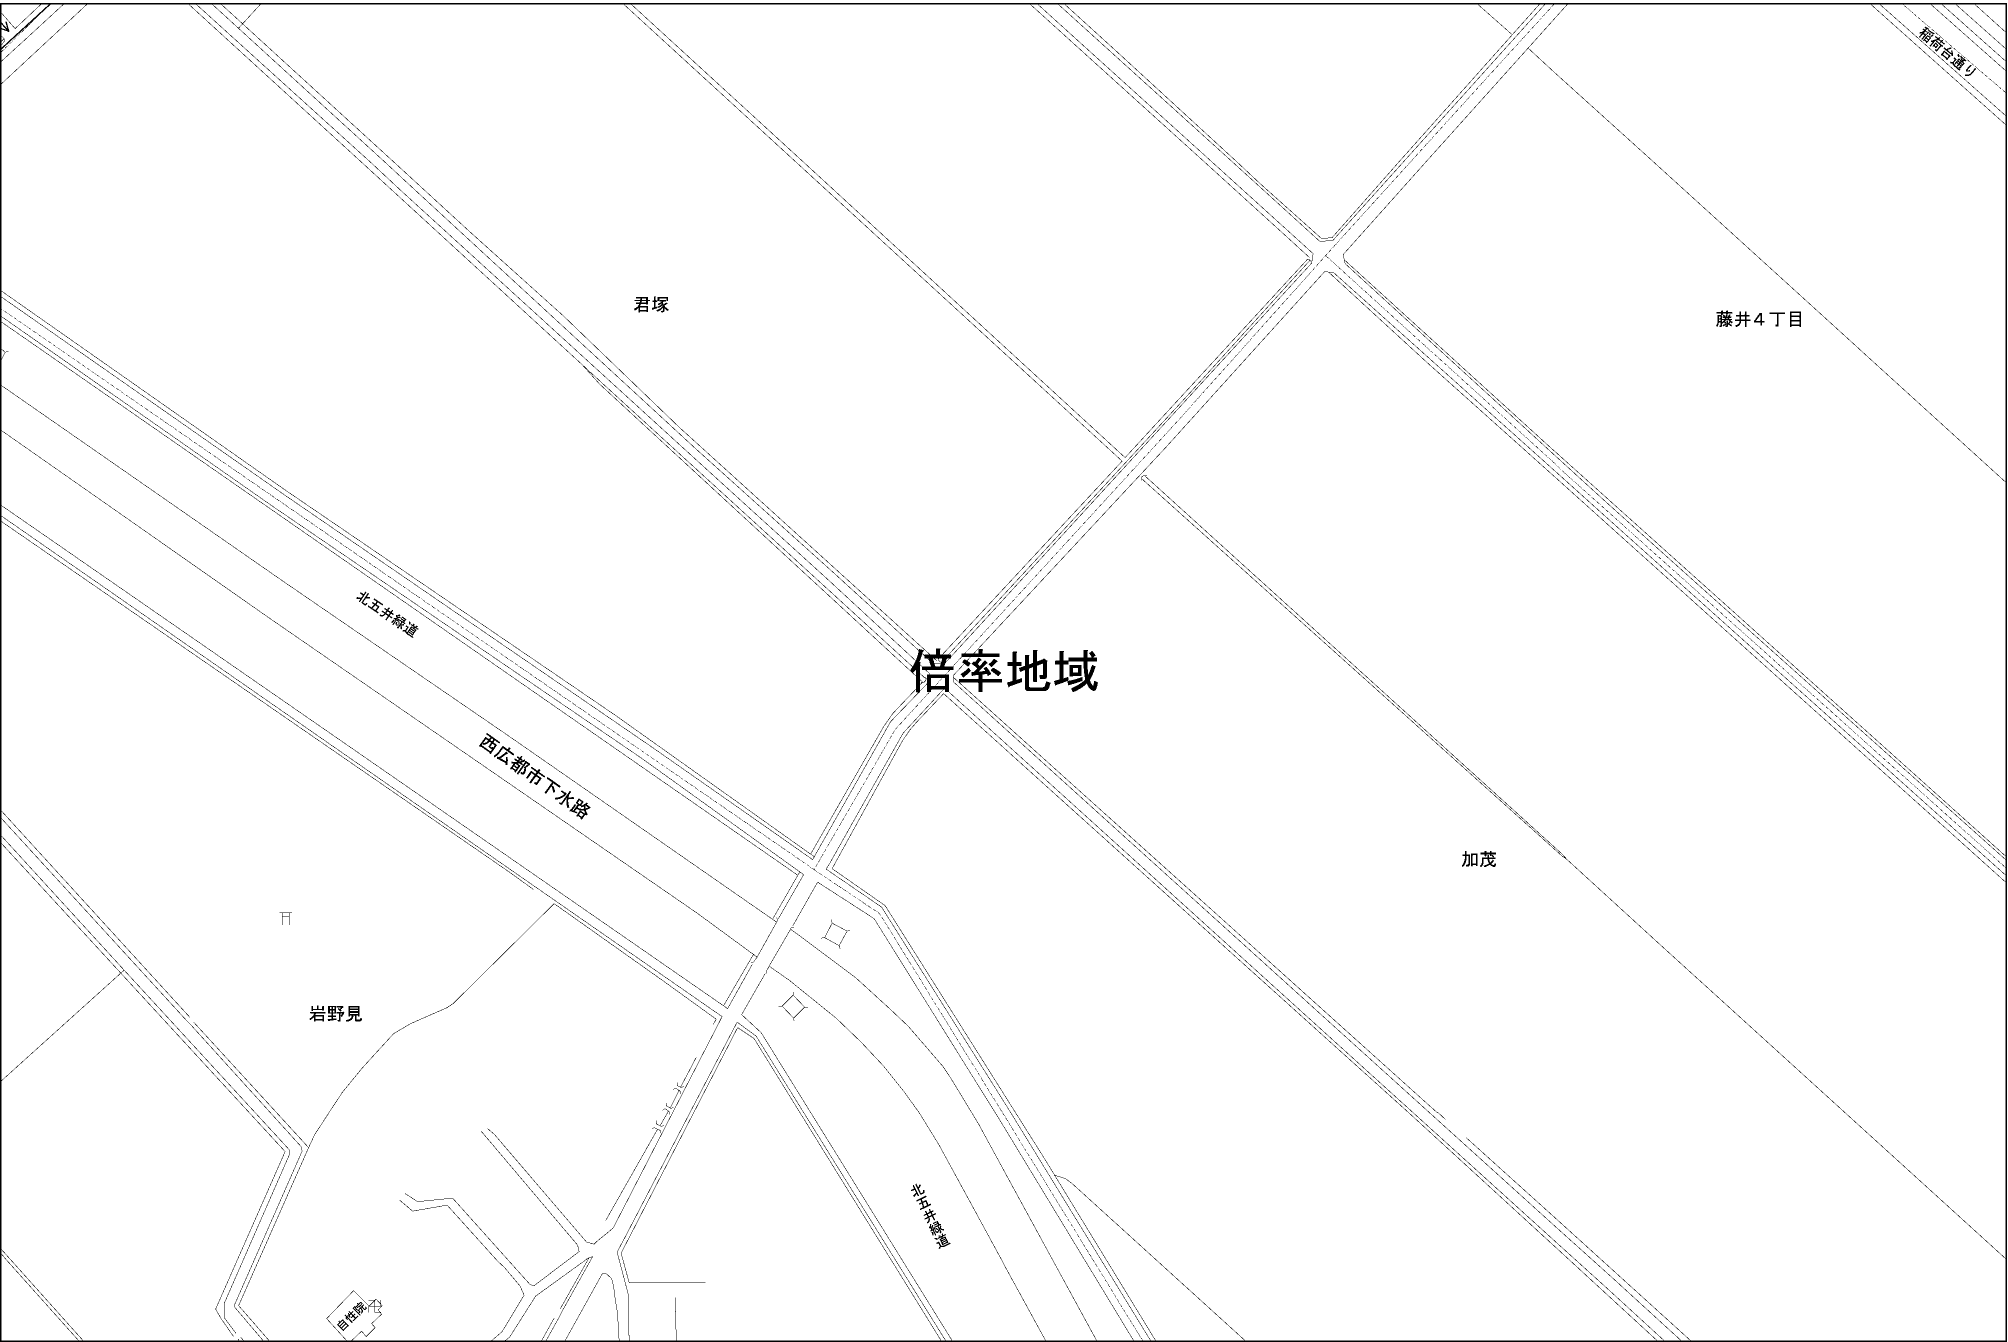 稲荷台通り
君塚
藤井４丁目
北五井緑道
倍率地域
西広都市下水路
加茂
岩野見
北五井緑道
自性院